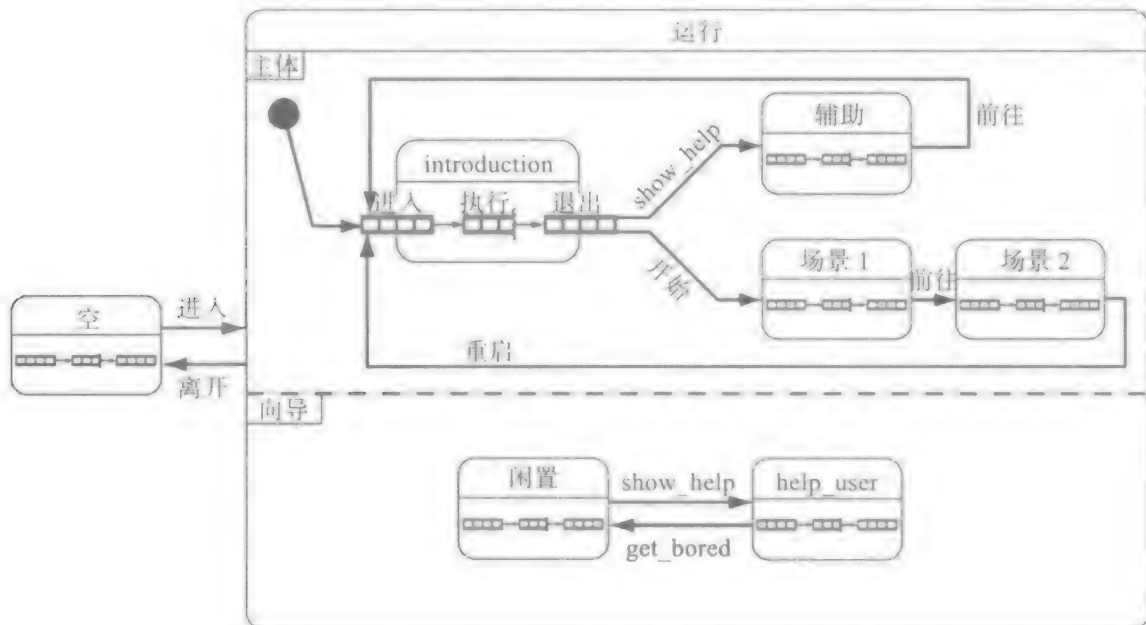 运行
主体
辅助
前往
introduction
show_help
进入
执行
退出
开始
场景 1
前往
场景 2
空
进入
离开
重启
向导
闲置
show_help
help_user
get_bored